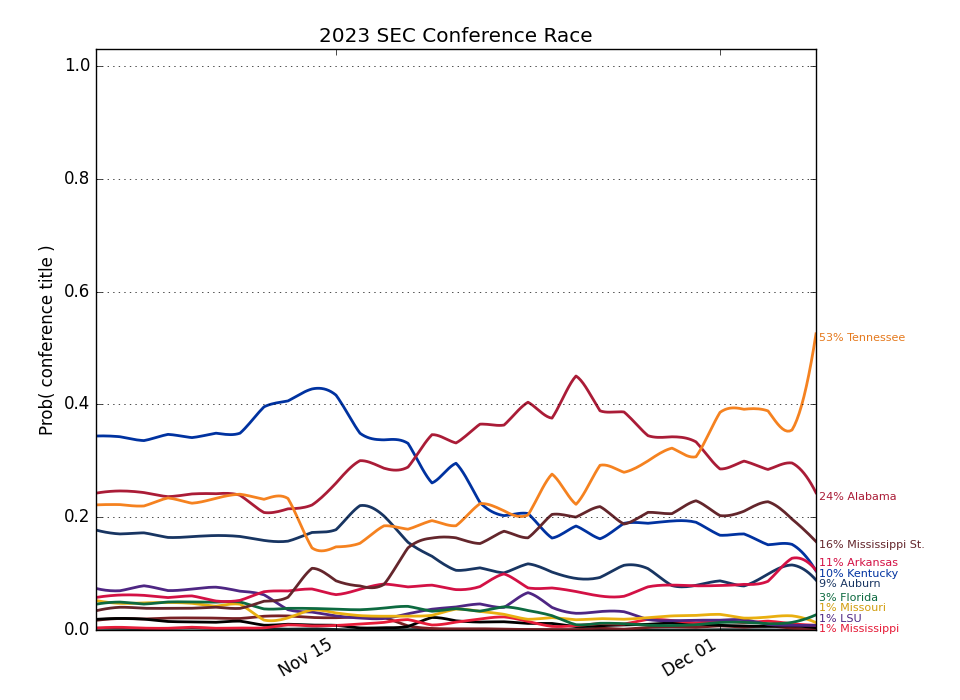 2023 SEC Conference Race
Prob( conference title )
1.0
0.8
0.6
0.4
0.2
0.0
Nov 15
Dec 01
53% Tennessee
24% Alabama
16% Mississippi St.
11% Arkansas
10% Kentucky
9% Auburn
3% Florida
1% Missouri
1% LSU
1% Mississippi